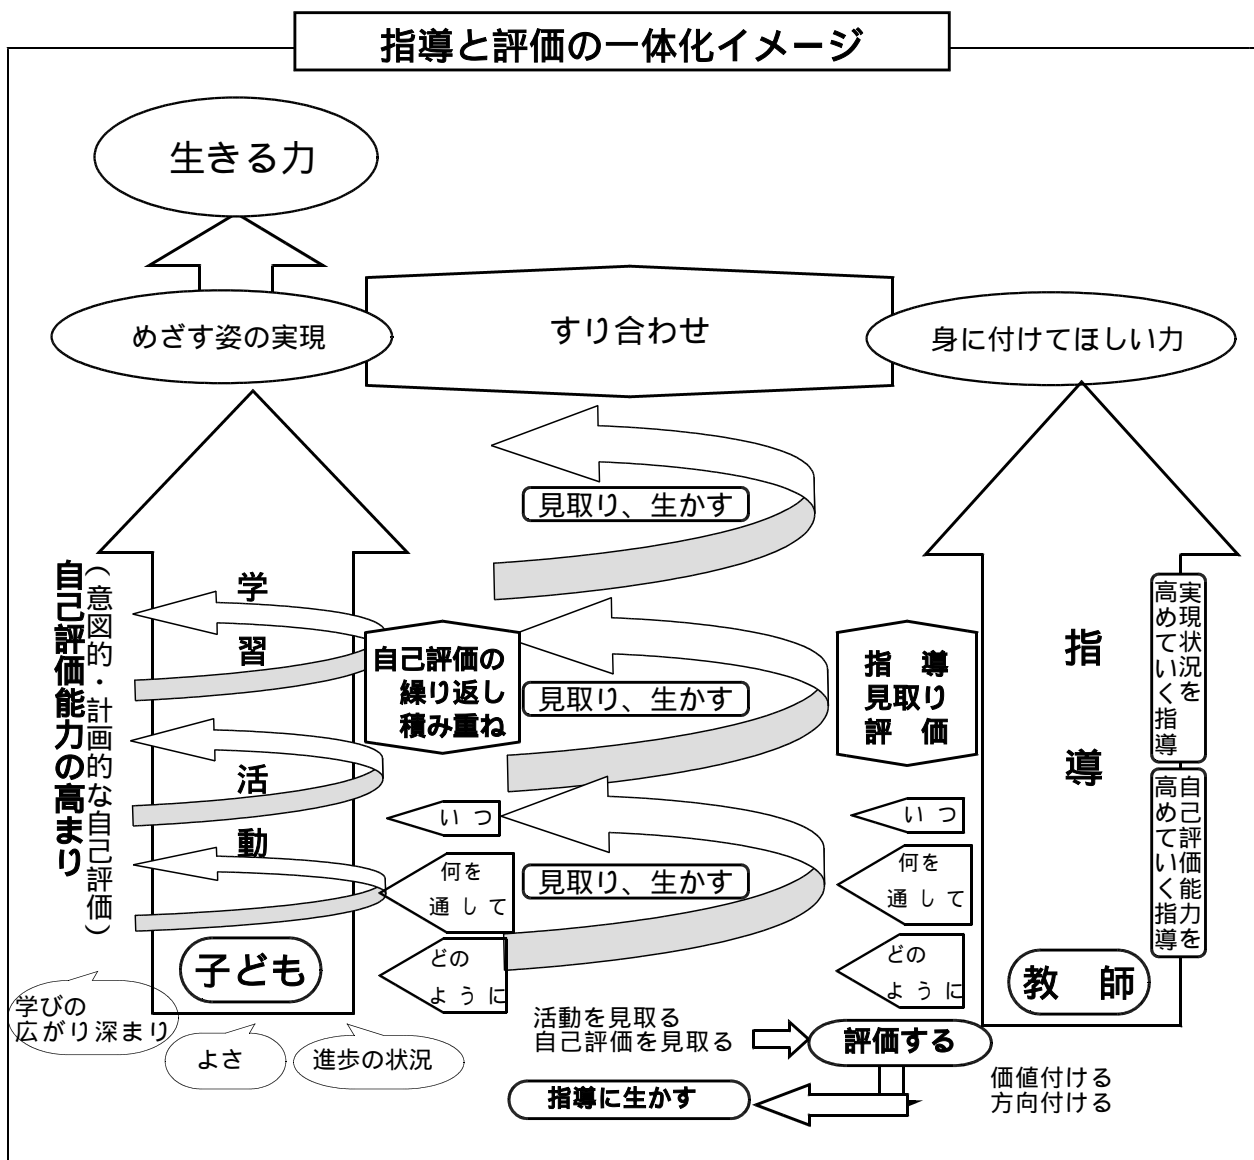 指導と評価の一体化イメージ
生きる力
めざす姿の実現
すり合わせ
身に付けてほしい力
見取り、生かす
自己評価能力の高まり
（意図的・計画的な自己評価）
学習活動
子ども
自己評価の
繰り返し
積み重ね
見取り、生かす
指　導
見取り
評　価
指導
実現状況を
高めていく指導
自己評価能力を
高めていく指導
いつ
何を
通して
どの
ように
見取り、生かす
いつ
何を
通して
どの
ように
教　師
学びの
広がり深まり
よさ
進歩の状況
活動を見取る
自己評価を見取る
評価する
指導に生かす
価値付ける
方向付ける